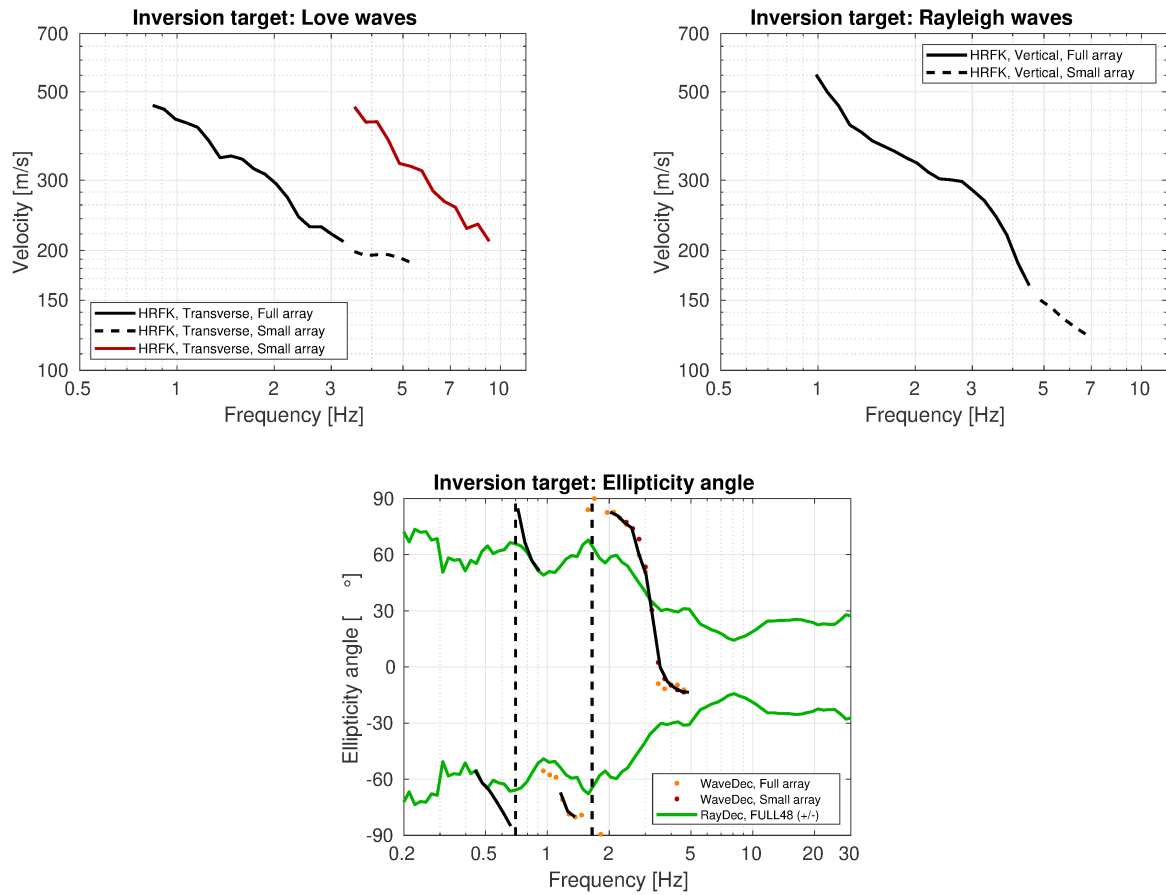 Inversion target: Love waves
700
500
300
200
150
100
0.5
1
2
3
5
7
10
Velocity [m/s]
Frequency [Hz]
HRFK, Transverse, Full array
HRFK, Transverse, Small array
HRFK, Transverse, Small array
Inversion target: Rayleigh waves
700
500
300
200
150
100
0.5
1
2
3
5
7
10
Velocity [m/s]
Frequency [Hz]
HRFK, Vertical, Full array
HRFK, Vertical, Small array
Inversion target: Ellipticity angle
90
60
30
0
-30
-60
-90
0.2
0.5
1
2
5
10
20
30
Ellipticity angle [ °]
Frequency [Hz]
WaveDec, Full array
WaveDec, Small array
RayDec, FULL48 (+/-)